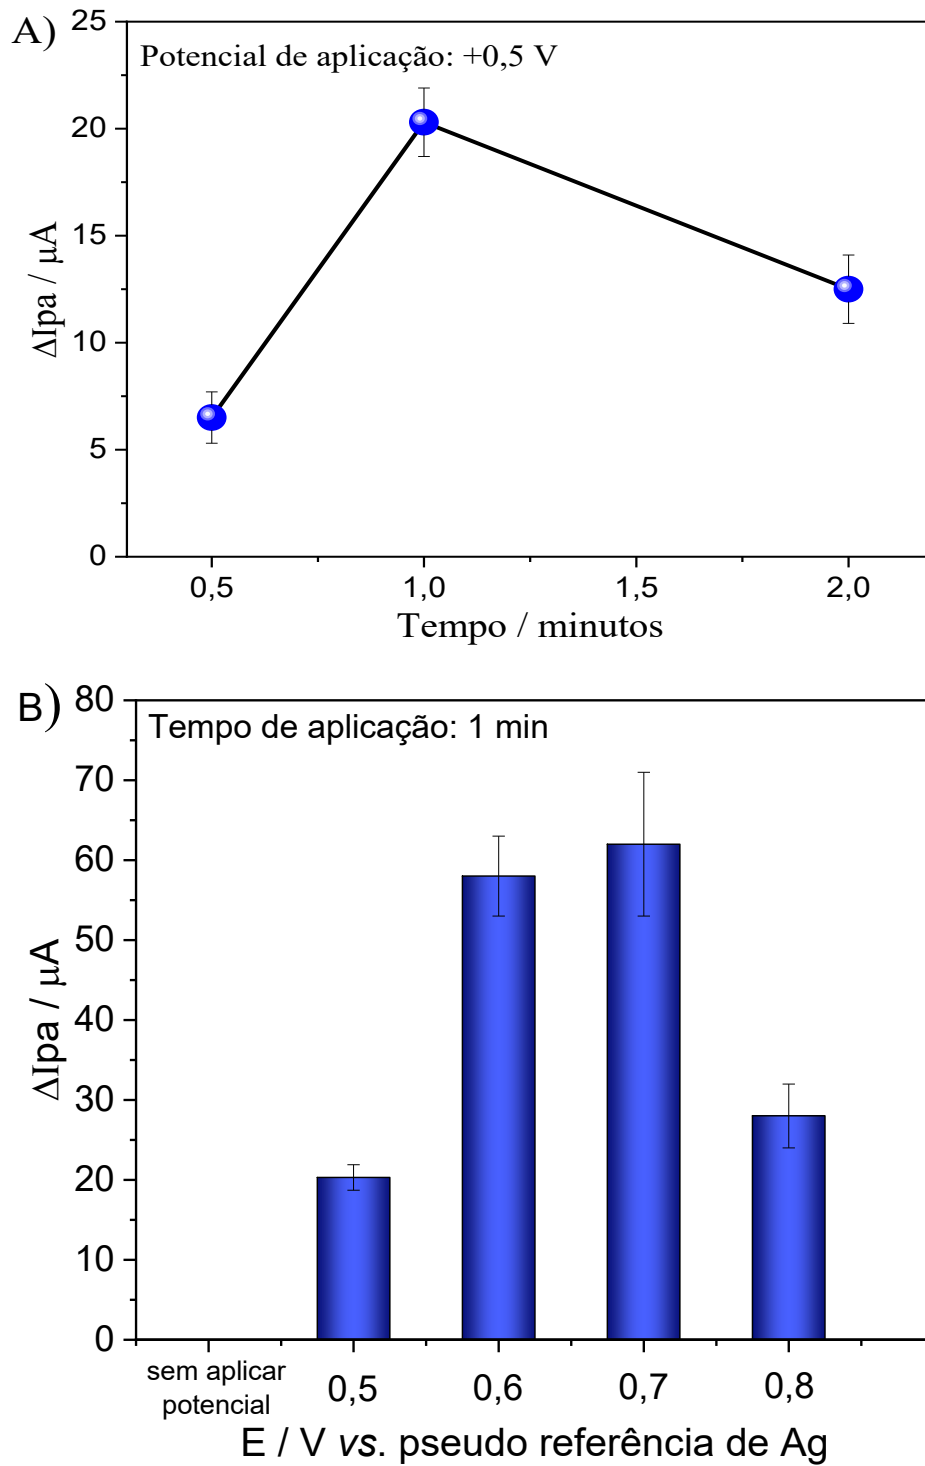 A)
Potencial de aplicação: +0,5 V
25
20
15
10
5
0
ΔIpa / μA
0,5 1,0 1,5 2,0
Tempo / minutos
B)
Tempo de aplicação: 1 min
80
70
60
50
40
30
20
10
0
ΔIpa / μA
sem aplicar
potencial
0,5 0,6 0,7 0,8
E / V vs. pseudo referência de Ag